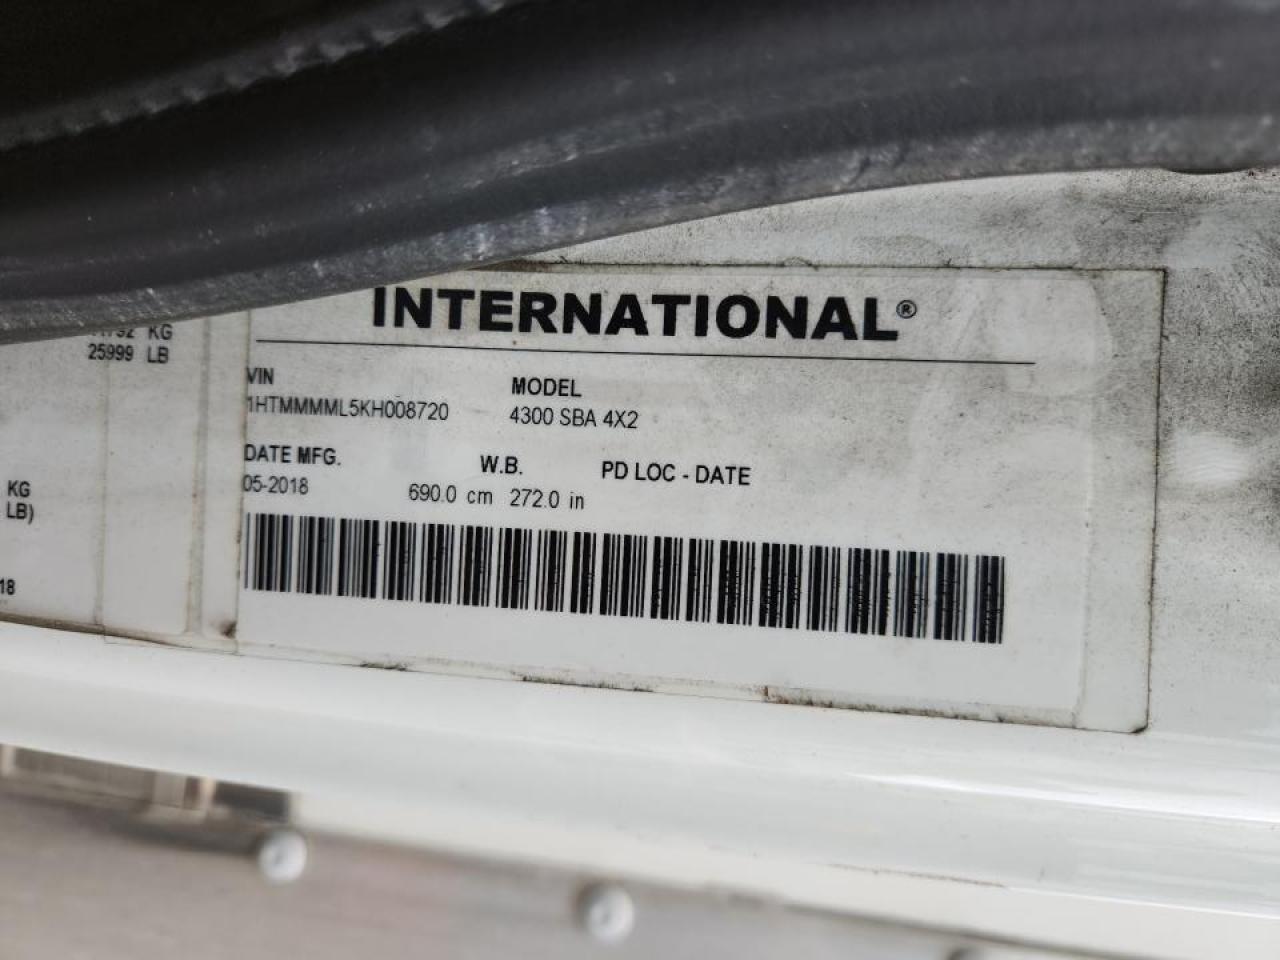 INTERNATIONAL®
KG
25999 LB
VIN
1HTMMMML5KH008720
MODEL
4300 SBA 4X2
DATE MFG.
05-2018
W.B.
690.0 cm 272.0 in
PD LOC - DATE
KG
LB)
18